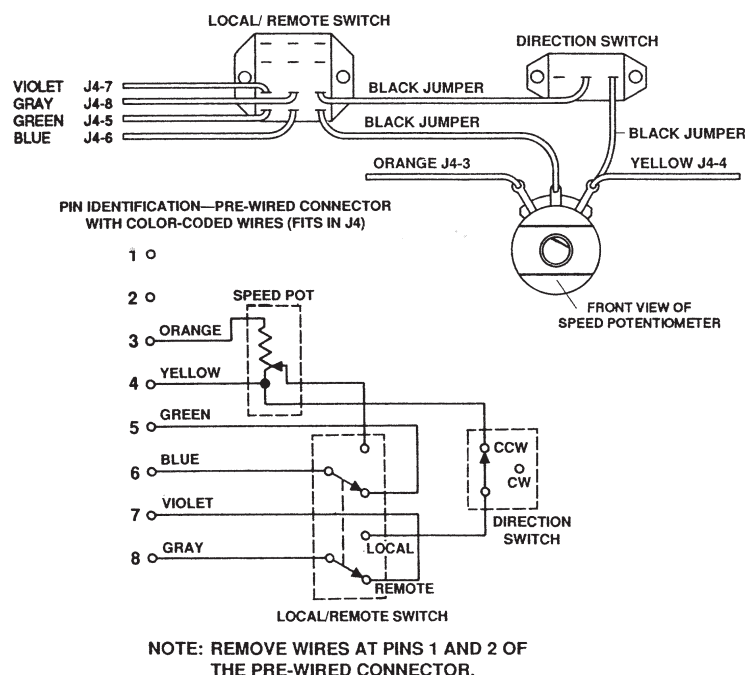 LOCAL/ REMOTE SWITCH
DIRECTION SWITCH
VIOLET J4-7
GRAY J4-8
GREEN J4-5
BLUE J4-6
BLACK JUMPER
BLACK JUMPER
BLACK JUMPER
ORANGE J4-3
YELLOW J4-4
PIN IDENTIFICATION—PRE-WIRED CONNECTOR
WITH COLOR-CODED WIRES (FITS IN J4)
FRONT VIEW OF
SPEED POTENTIOMETER
1
2
SPEED POT
3 ORANGE
4 YELLOW
5 GREEN
6 BLUE
7 VIOLET
8 GRAY
CCW
CW
DIRECTION
SWITCH
LOCAL
REMOTE
LOCAL/REMOTE SWITCH
NOTE: REMOVE WIRES AT PINS 1 AND 2 OF
THE PRE-WIRED CONNECTOR.